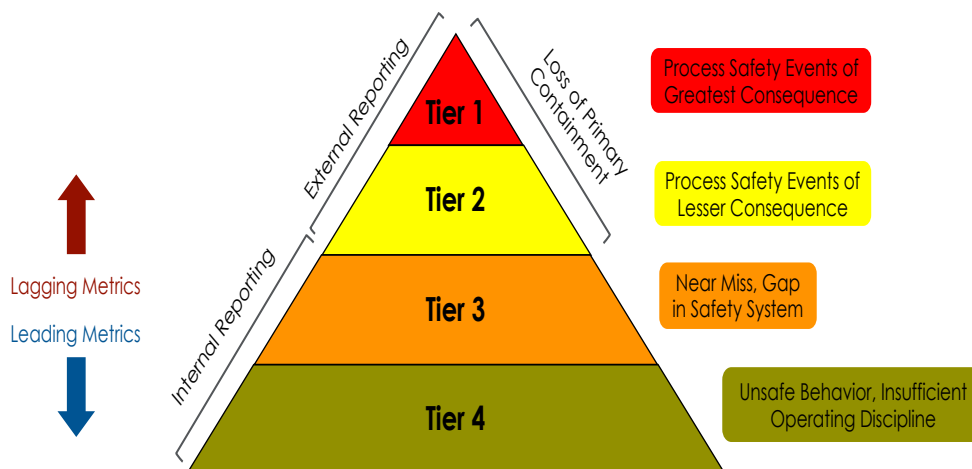 External Reporting
Loss of Primary
Containment
Tier 1
Process Safety Events of
Greatest Consequence
Tier 2
Process Safety Events of
Lesser Consequence
Lagging Metrics
Leading Metrics
Internal Reporting
Tier 3
Near Miss, Gap
in Safety System
Tier 4
Unsafe Behavior, Insufficient
Operating Discipline